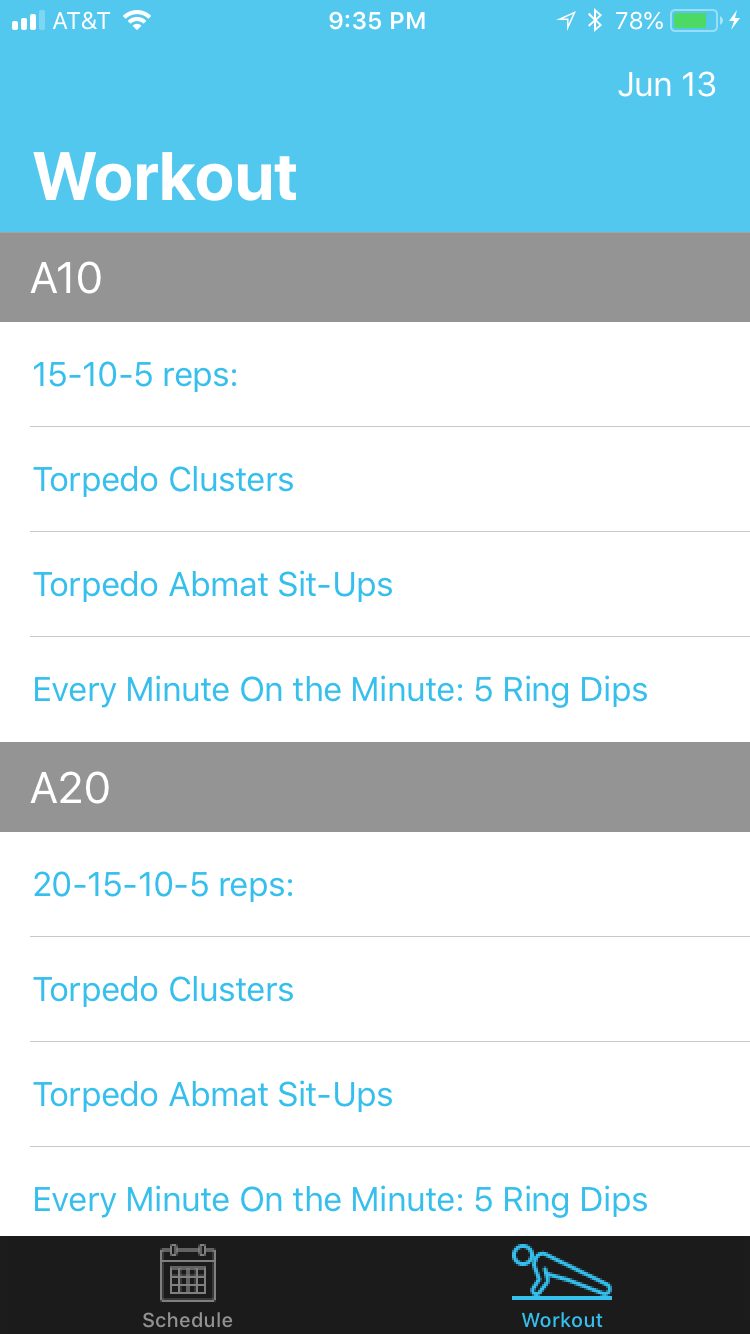 AT&T 9:35 PM 78%
Jun 13
Workout
A10
15-10-5 reps:
Torpedo Clusters
Torpedo Abmat Sit-Ups
Every Minute On the Minute: 5 Ring Dips
A20
20-15-10-5 reps:
Torpedo Clusters
Torpedo Abmat Sit-Ups
Every Minute On the Minute: 5 Ring Dips
Schedule Workout